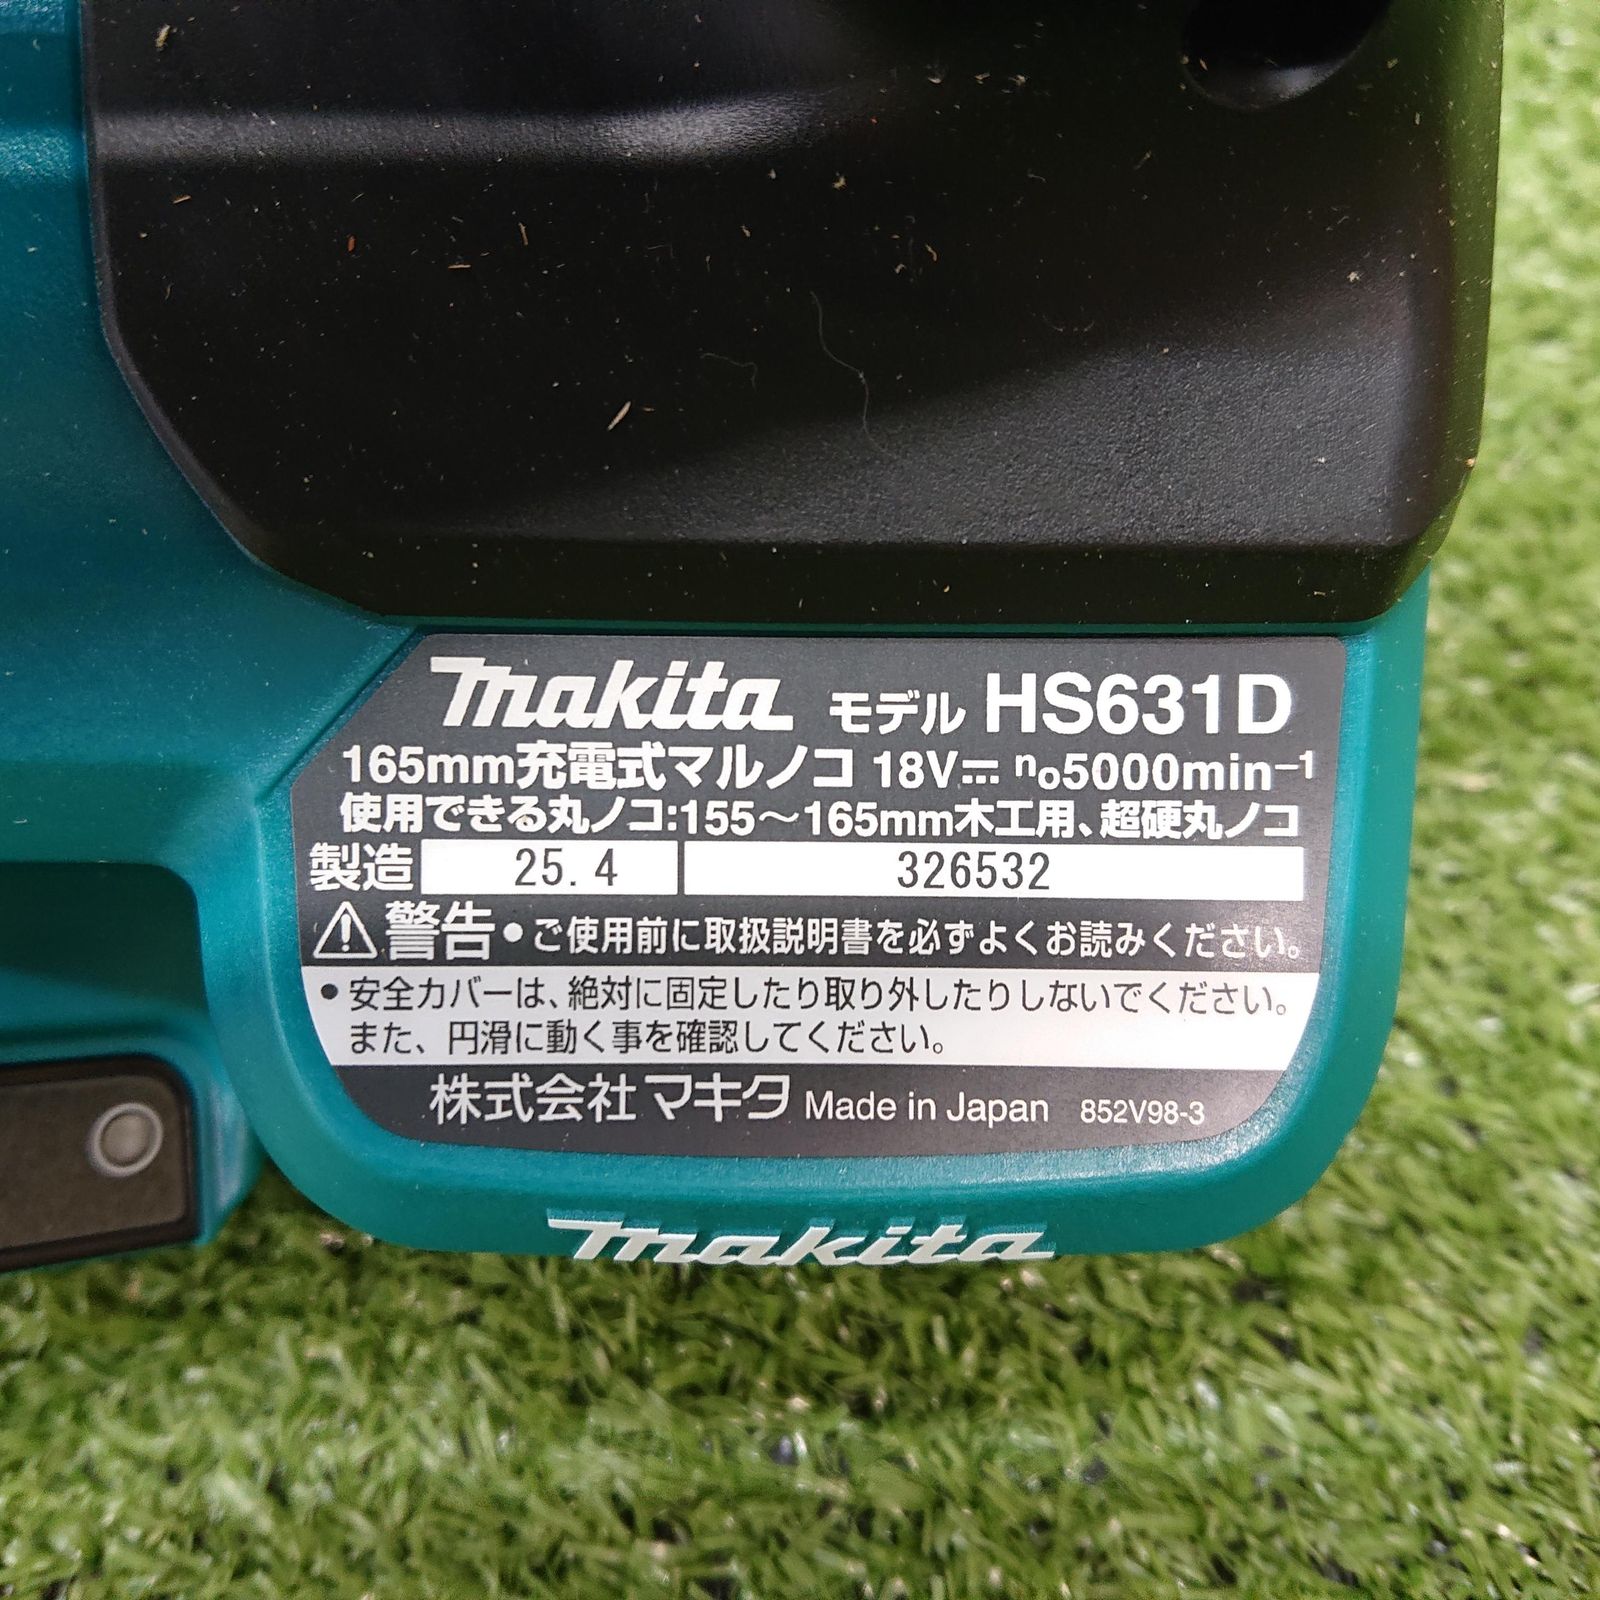 makita モデル HS631D
165mm充電式マルノコ 18V⎓ n₀5000min⁻¹
使用できる丸ノコ:155～165mm木工用、超硬丸ノコ
製造 25.4 326532
⚠警告 ●ご使用前に取扱説明書を必ずよくお読みください。
●安全カバーは、絶対に固定したり取り外したりしないでください。
また、円滑に動く事を確認してください。
株式会社マキタ Made in Japan 852V98-3
makita